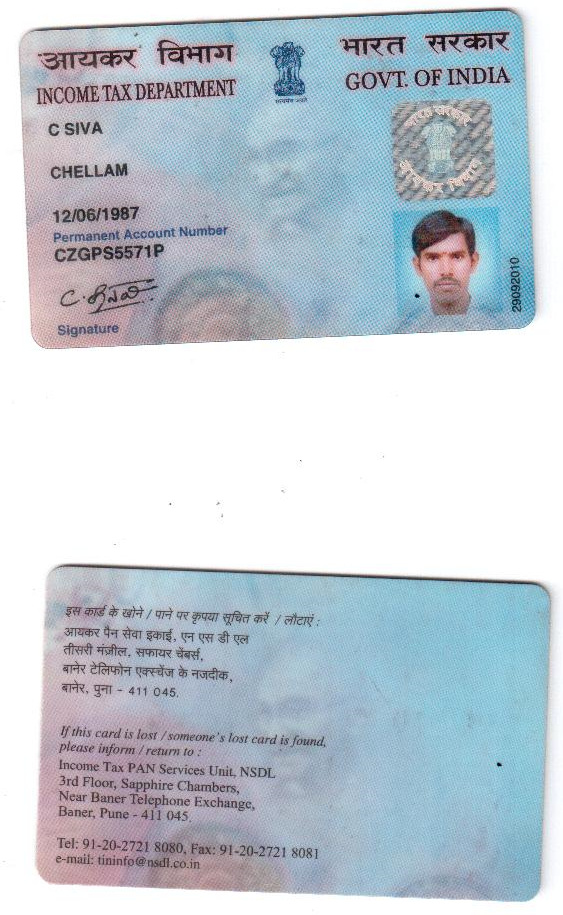 आयकर विभाग
INCOME TAX DEPARTMENT
भारत सरकार
GOVT. OF INDIA
सत्यमेव जयते
C SIVA
CHELLAM
12/06/1987
Permanent Account Number
CZGPS5571P
Signature
भारत सरकार
आयकर विभाग
29092010
इस कार्ड के खोने / पाने पर कृपया सूचित करें / लौटाएं :
आयकर पैन सेवा इकाई, एन एस डी एल
तीसरी मंज़ील, सफायर चेंबर्स,
बानेर टेलिफोन एक्स्चेंज के नजदीक,
बानेर, पुना - 411 045.
If this card is lost / someone's lost card is found,
please inform / return to :
Income Tax PAN Services Unit, NSDL
3rd Floor, Sapphire Chambers,
Near Baner Telephone Exchange,
Baner, Pune - 411 045.
Tel: 91-20-2721 8080, Fax: 91-20-2721 8081
e-mail: tininfo@nsdl.co.in